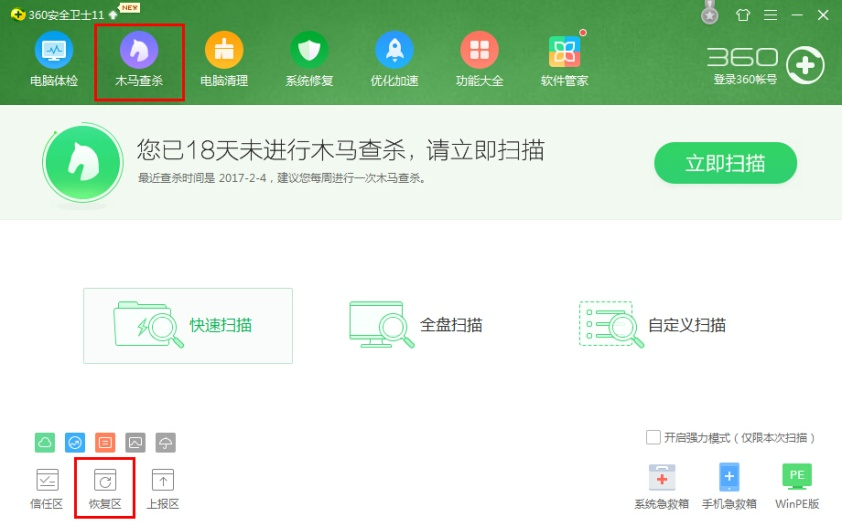 360安全卫士11 NEW
电脑体检 木马查杀 电脑清理 系统修复 优化加速 功能大全 软件管家
360
登录360帐号
您已18天未进行木马查杀，请立即扫描
最近查杀时间是 2017-2-4，建议您每周进行一次木马查杀。
立即扫描
快速扫描 全盘扫描 自定义扫描
开启强力模式（仅限本次扫描）
PE
信任区 恢复区 上报区 系统急救箱 手机急救箱 WinPE版